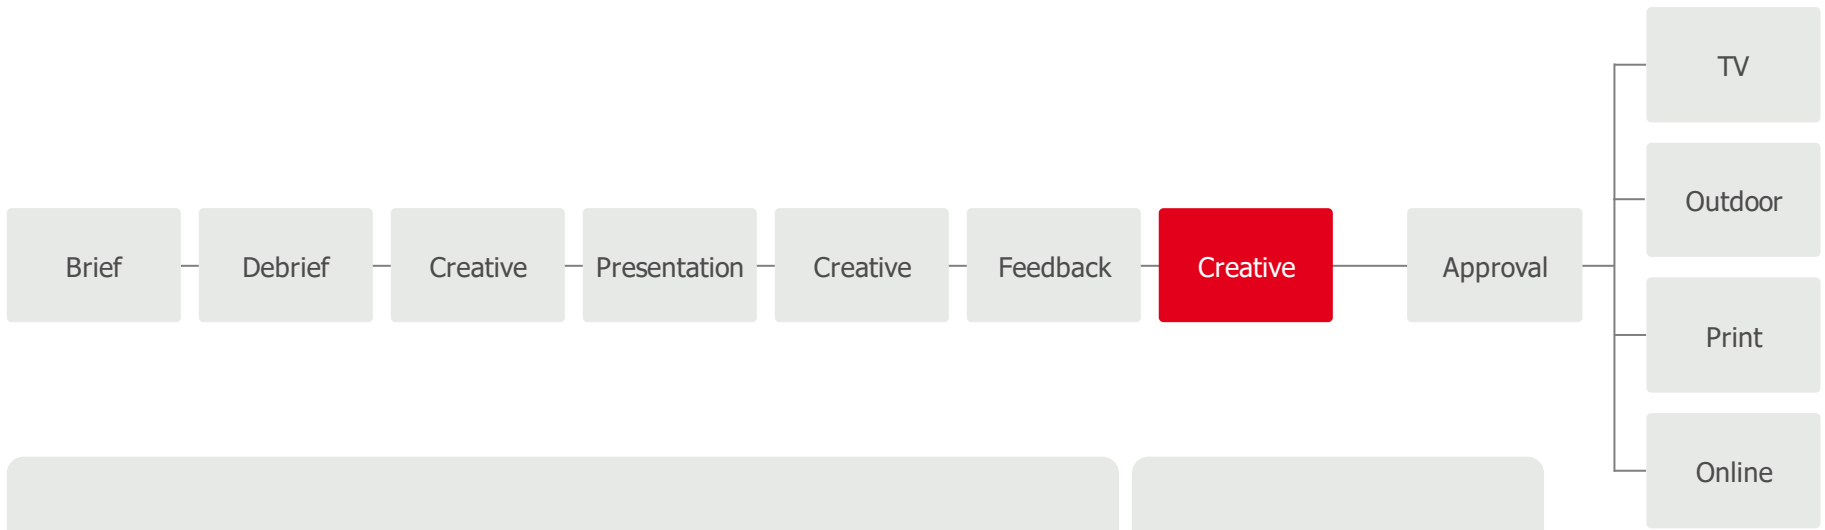 Brief
Debrief
Creative
Presentation
Creative
Feedback
Creative
Approval
TV
Outdoor
Print
Online